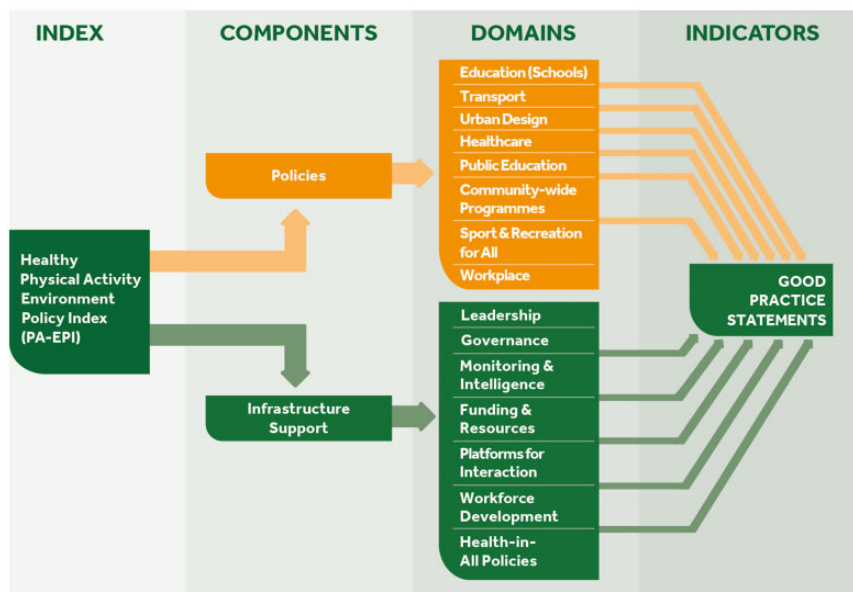 INDEX
COMPONENTS
DOMAINS
INDICATORS
Healthy
Physical Activity
Environment
Policy Index
(PA-EPI)
Policies
Infrastructure
Support
Education (Schools)
Transport
Urban Design
Healthcare
Public Education
Community-wide
Programmes
Sport & Recreation
for All
Workplace
Leadership
Governance
Monitoring &
Intelligence
Funding &
Resources
Platforms for
Interaction
Workforce
Development
Health-in-
All Policies
GOOD
PRACTICE
STATEMENTS